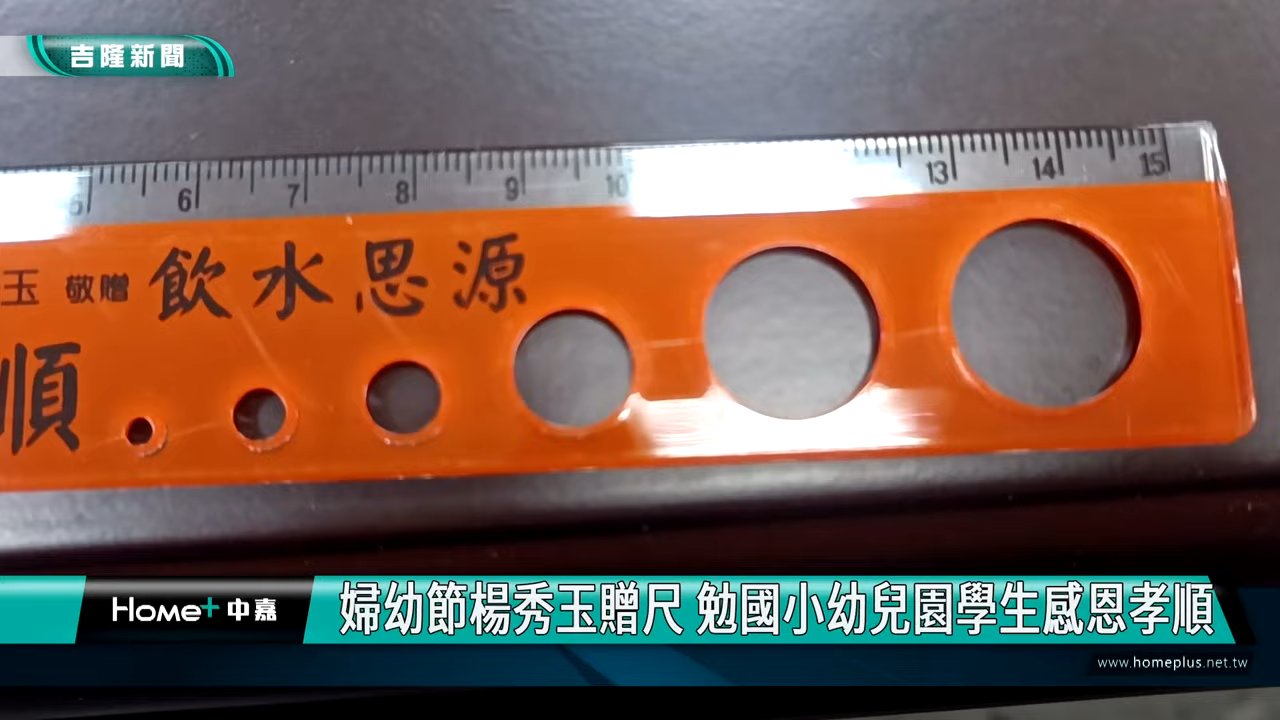 吉隆新聞
5 6 7 8 9 10 13 14 15
玉 敬贈 飲水思源
順
Home+ 中嘉
婦幼節楊秀玉贈尺 勉國小幼兒園學生感恩孝順
www.homeplus.net.tw